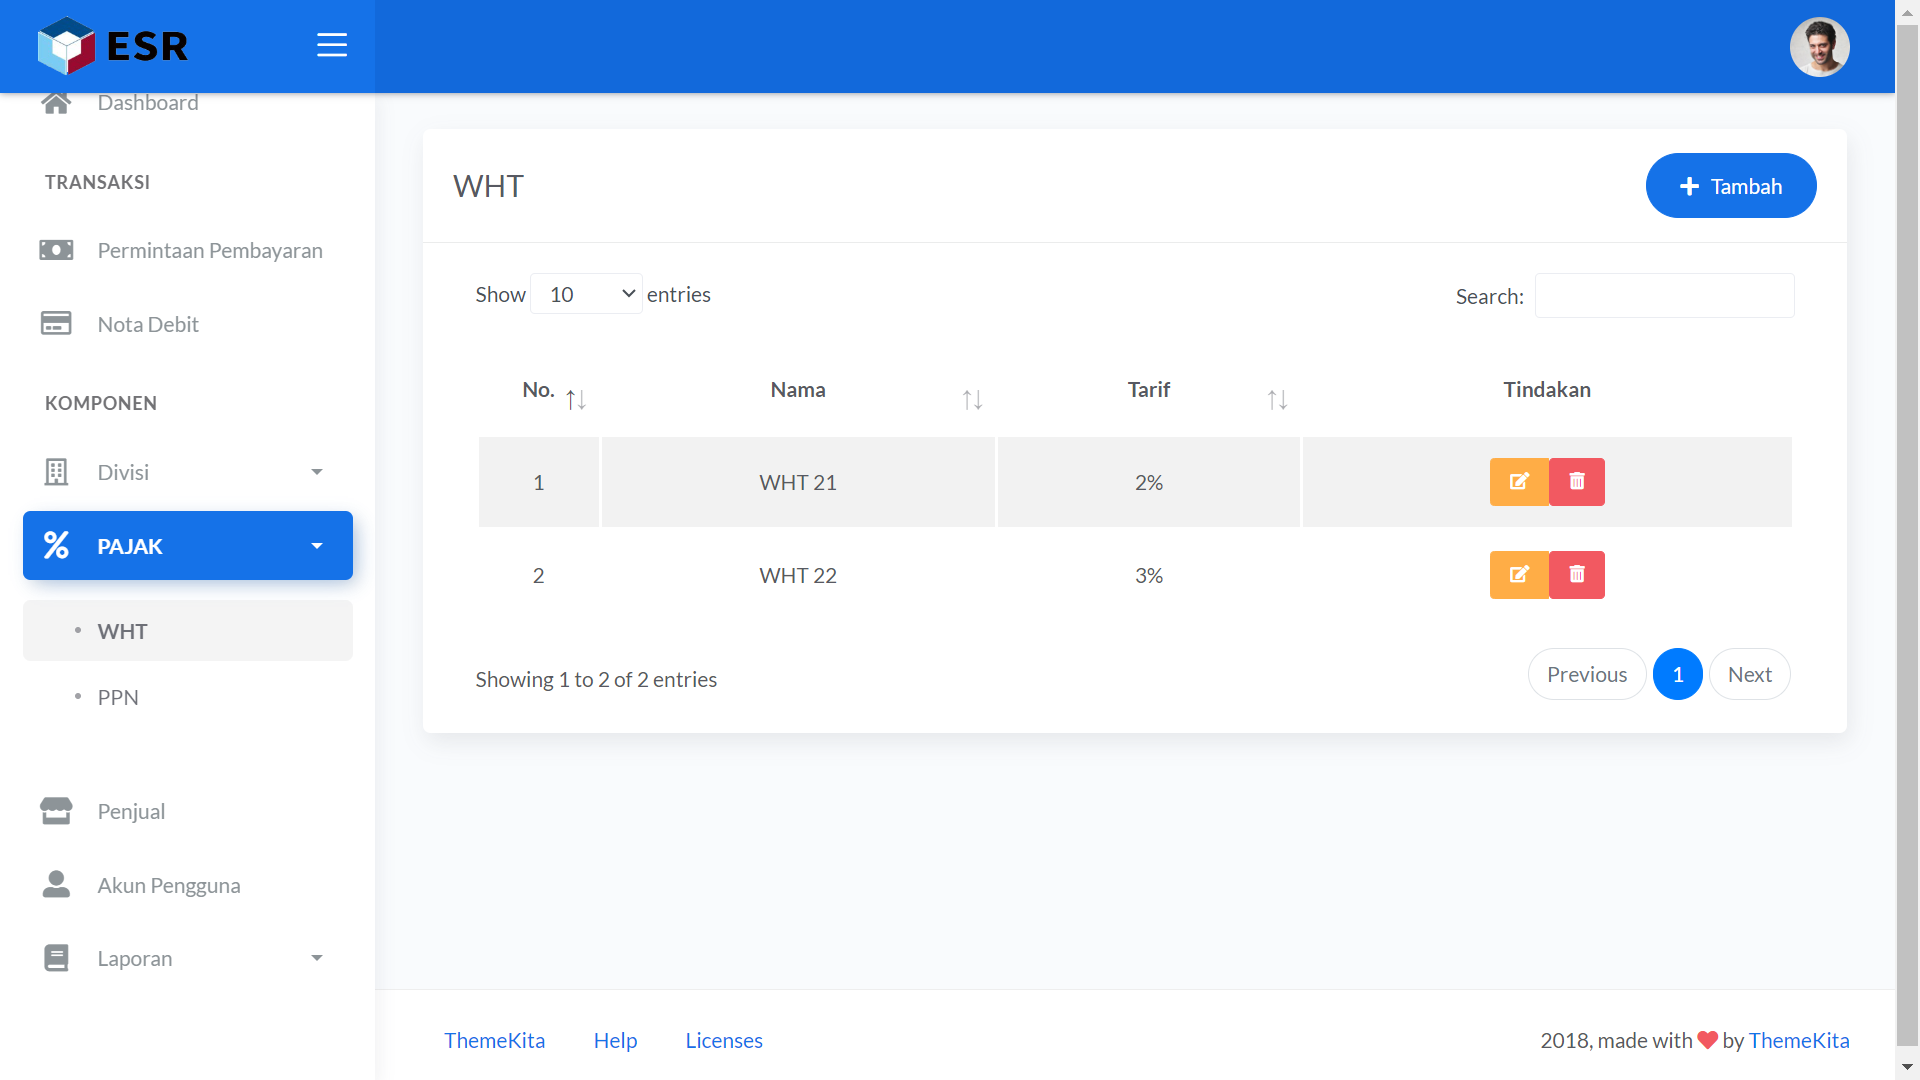 ESR
Dashboard
TRANSAKSI
Permintaan Pembayaran
Nota Debit
KOMPONEN
Divisi
PAJAK
WHT
PPN
Penjual
Akun Pengguna
Laporan
WHT
Tambah
Show 10 entries
Search:
No. Nama Tarif Tindakan
1 WHT 21 2%
2 WHT 22 3%
Showing 1 to 2 of 2 entries
Previous 1 Next
ThemeKita Help Licenses
2018, made with by ThemeKita